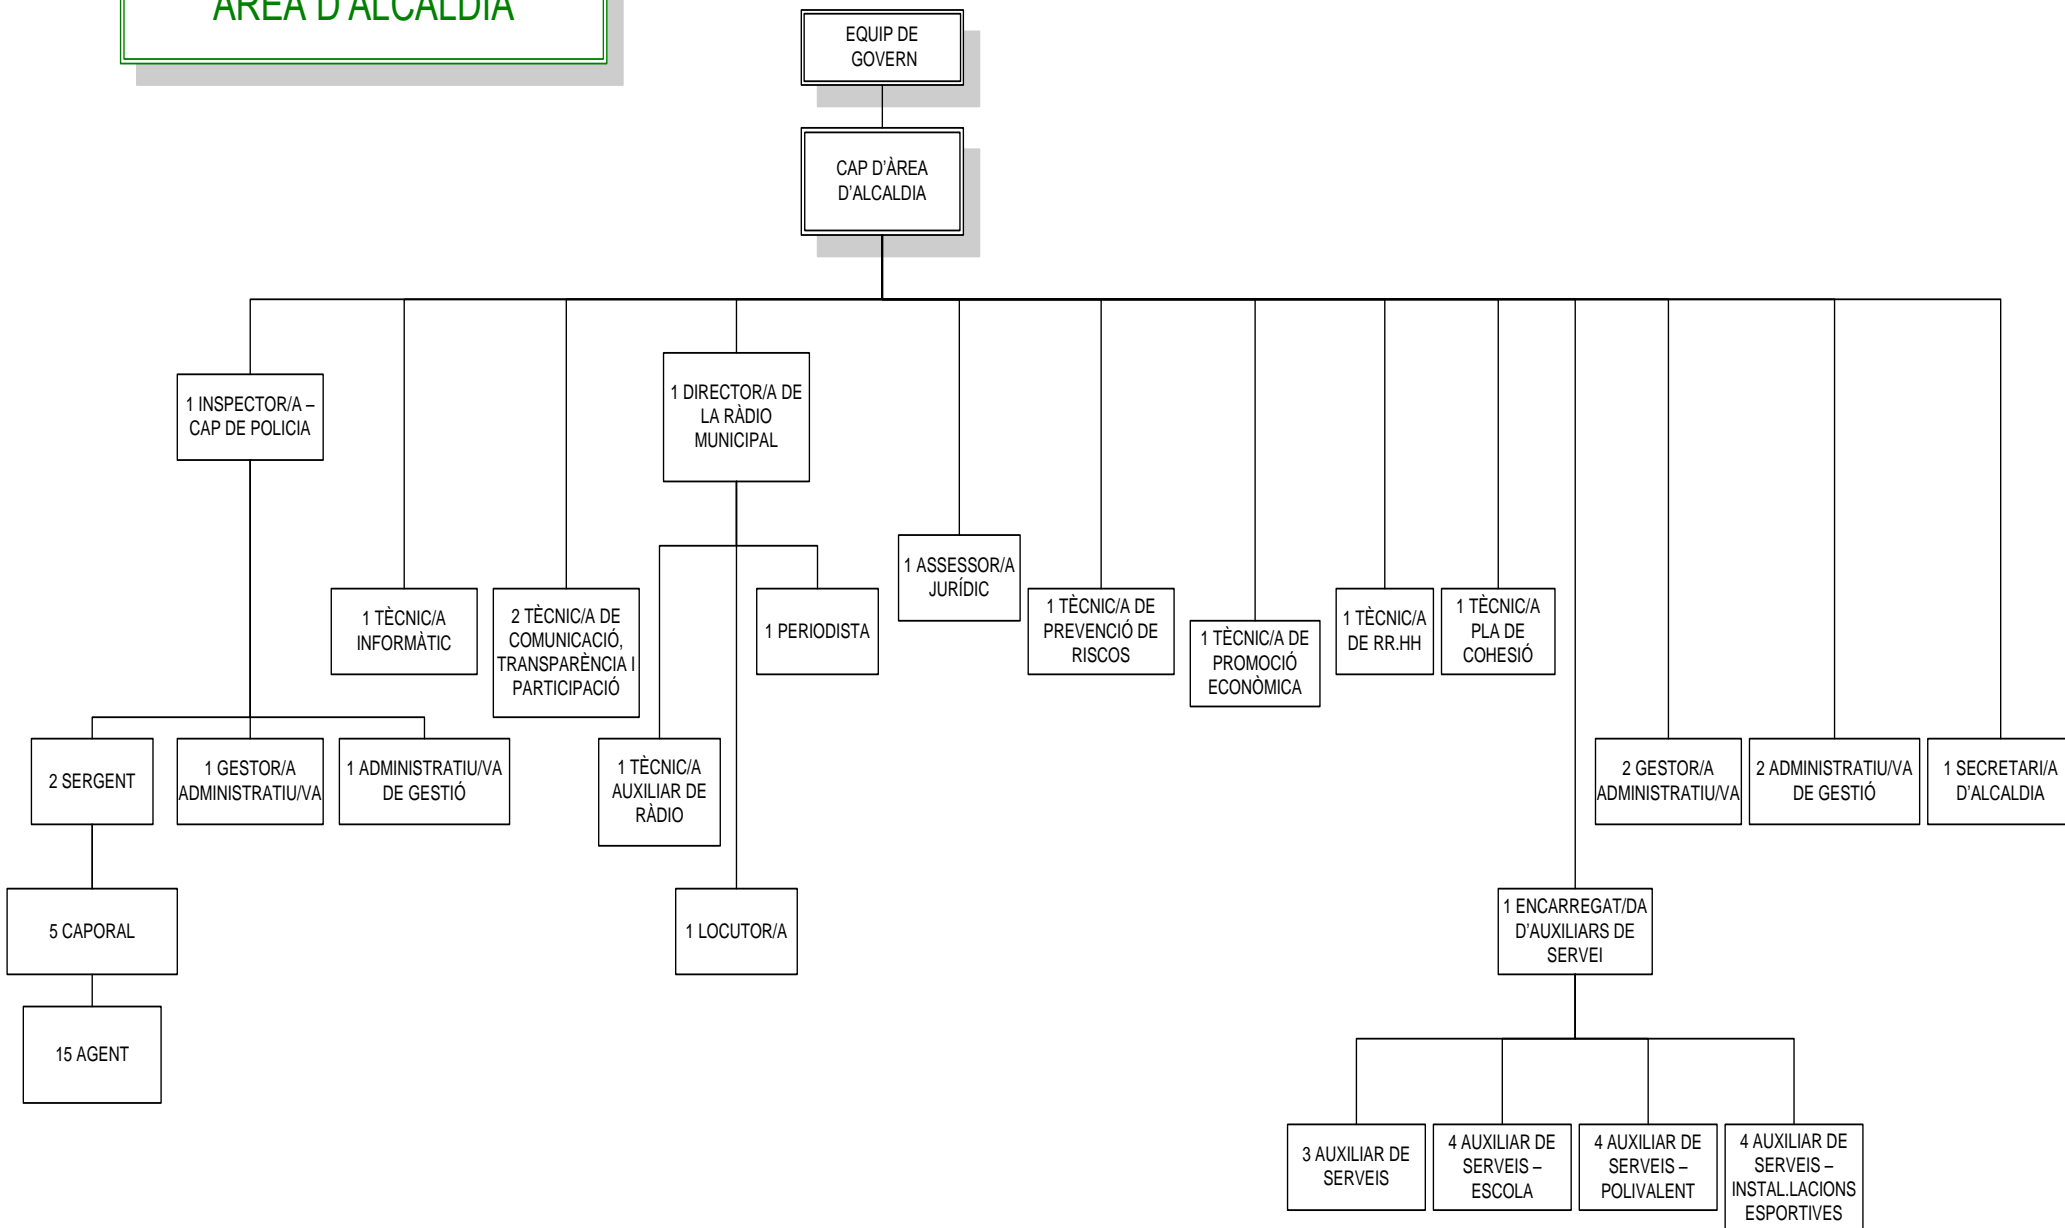 ÀREA D'ALCALDIA
EQUIP DE
GOVERN
CAP D'ÀREA
D'ALCALDIA
1 INSPECTOR/A –
CAP DE POLICIA
1 DIRECTOR/A DE
LA RÀDIO
MUNICIPAL
1 TÈCNIC/A
INFORMÀTIC
2 TÈCNIC/A DE
COMUNICACIÓ,
TRANSPARÈNCIA I
PARTICIPACIÓ
1 PERIODISTA
1 ASSESSOR/A
JURÍDIC
1 TÈCNIC/A DE
PREVENCIÓ DE
RISCOS
1 TÈCNIC/A DE
PROMOCIÓ
ECONÒMICA
1 TÈCNIC/A
DE RR.HH
1 TÈCNIC/A
PLA DE
COHESIÓ
2 SERGENT
1 GESTOR/A
ADMINISTRATIU/VA
1 ADMINISTRATIU/VA
DE GESTIÓ
1 TÈCNIC/A
AUXILIAR DE
RÀDIO
2 GESTOR/A
ADMINISTRATIU/VA
2 ADMINISTRATIU/VA
DE GESTIÓ
1 SECRETARI/A
D'ALCALDIA
5 CAPORAL
1 LOCUTOR/A
1 ENCARREGAT/DA
D'AUXILIARS DE
SERVEI
15 AGENT
3 AUXILIAR DE
SERVEIS
4 AUXILIAR DE
SERVEIS –
ESCOLA
4 AUXILIAR DE
SERVEIS –
POLIVALENT
4 AUXILIAR DE
SERVEIS –
INSTAL.LACIONS
ESPORTIVES